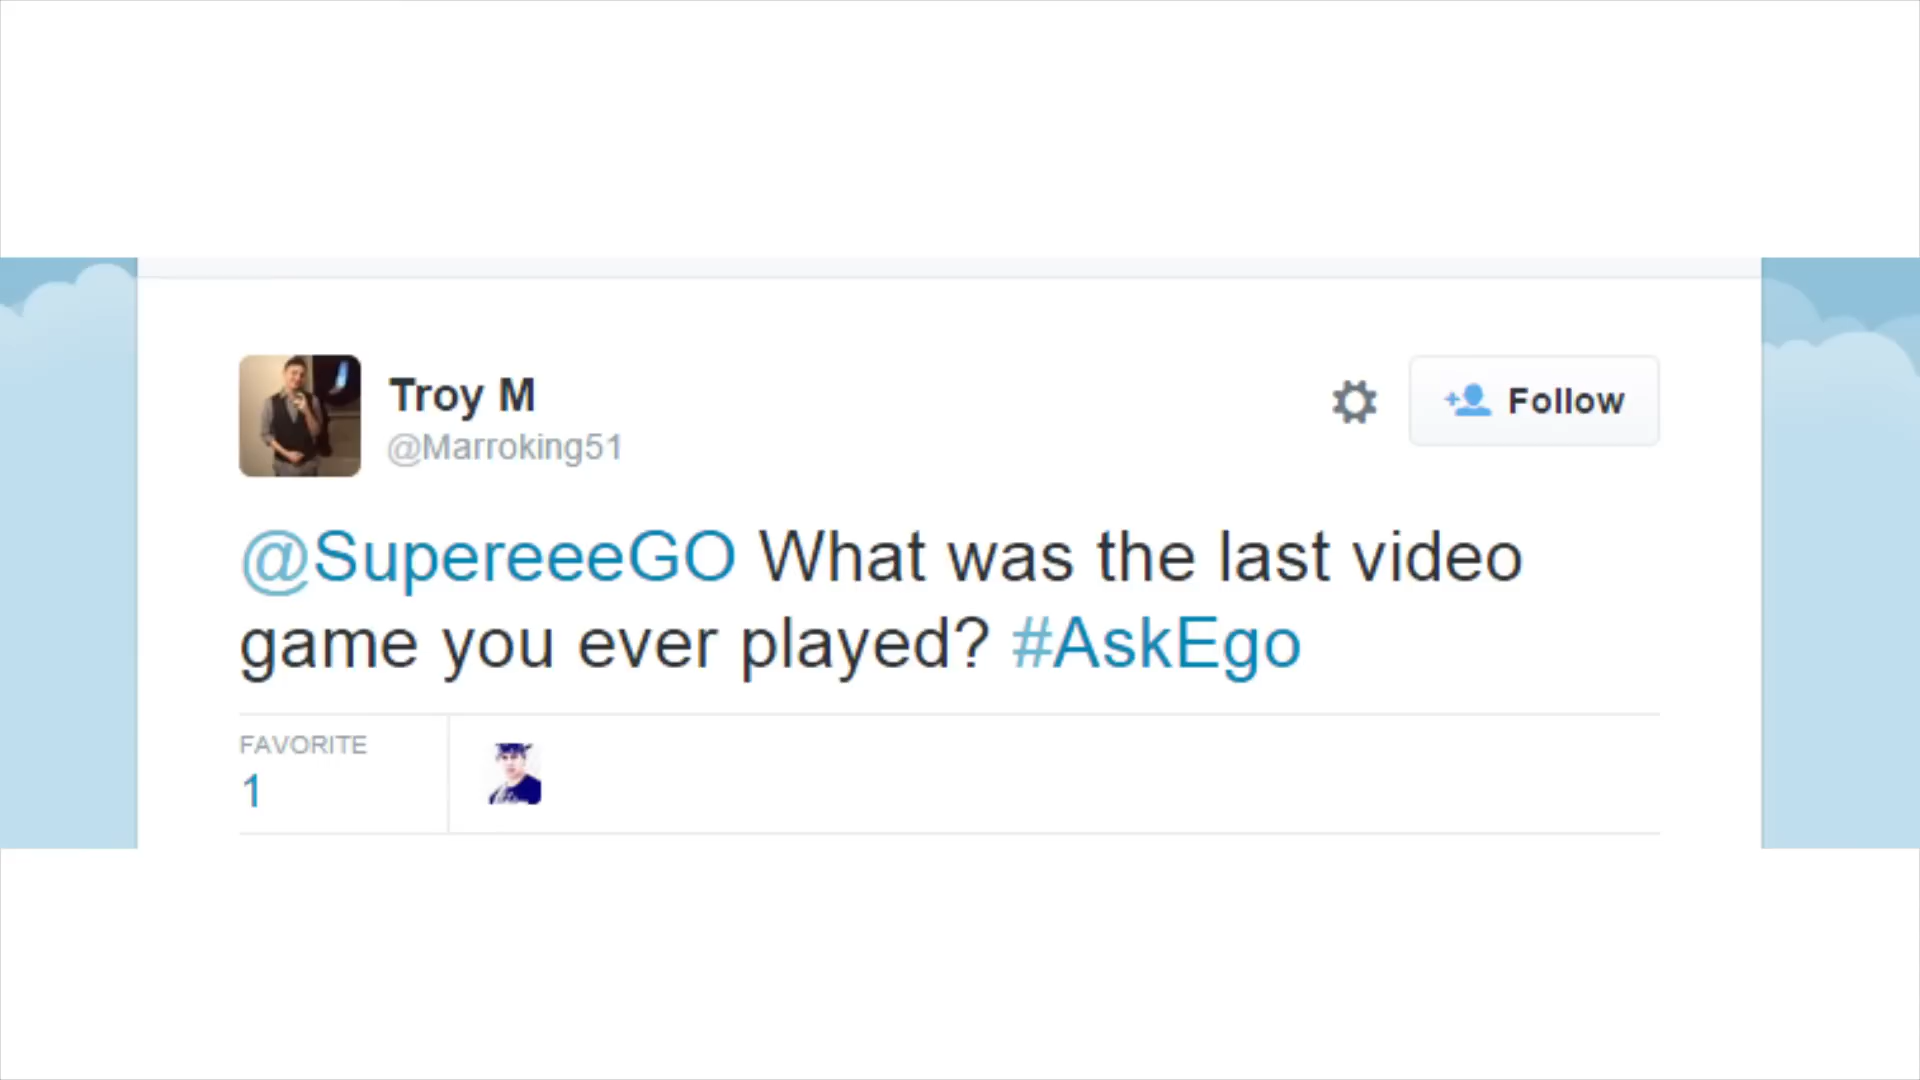 Troy M
@Marroking51
Follow
@SupereeeGO What was the last video
game you ever played? #AskEgo
FAVORITE
1